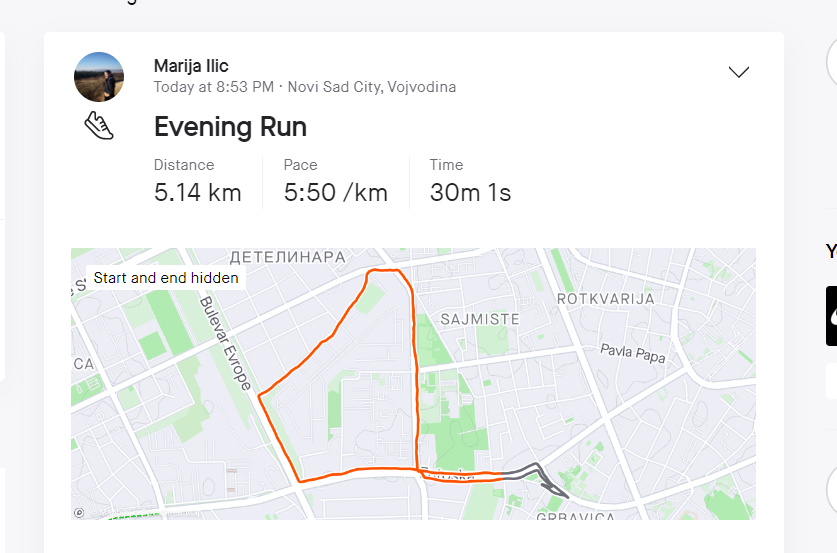 Marija Ilic
Today at 8:53 PM · Novi Sad City, Vojvodina
Evening Run
Distance
Pace
Time
5.14 km
5:50 /km
30m 1s
ДЕТЕЛИНАРА
Start and end hidden
Bulevar Evrope
ROTKVARIJA
SAJMISTE
Pavla Papa
CA
GRBAVICA